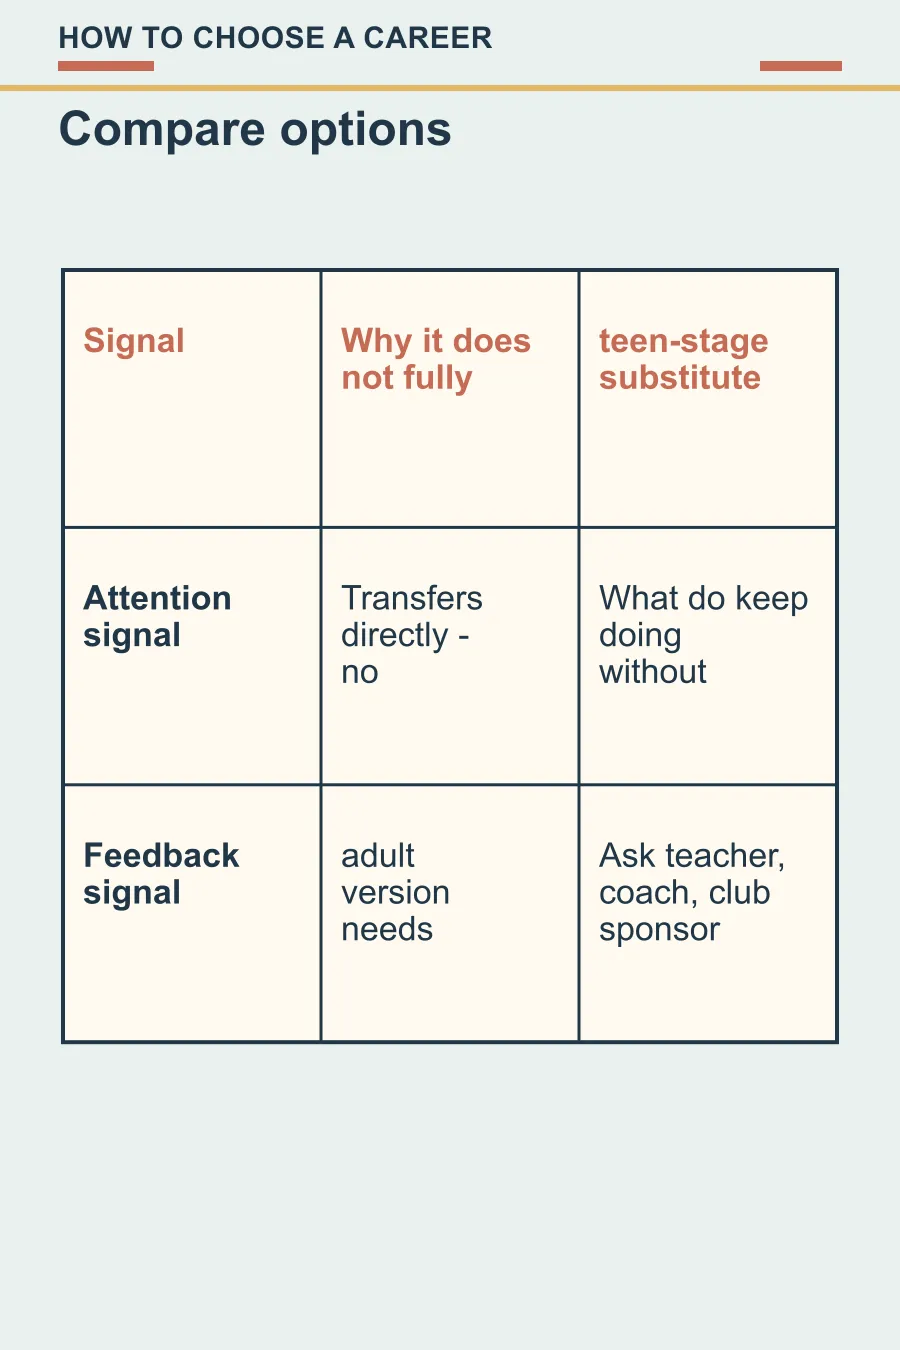 HOW TO CHOOSE A CAREER
Compare options
Signal
Why it does
not fully
teen-stage
substitute
Attention
signal
Transfers
directly -
no
What do keep
doing
without
Feedback
signal
adult
version
needs
Ask teacher,
coach, club
sponsor